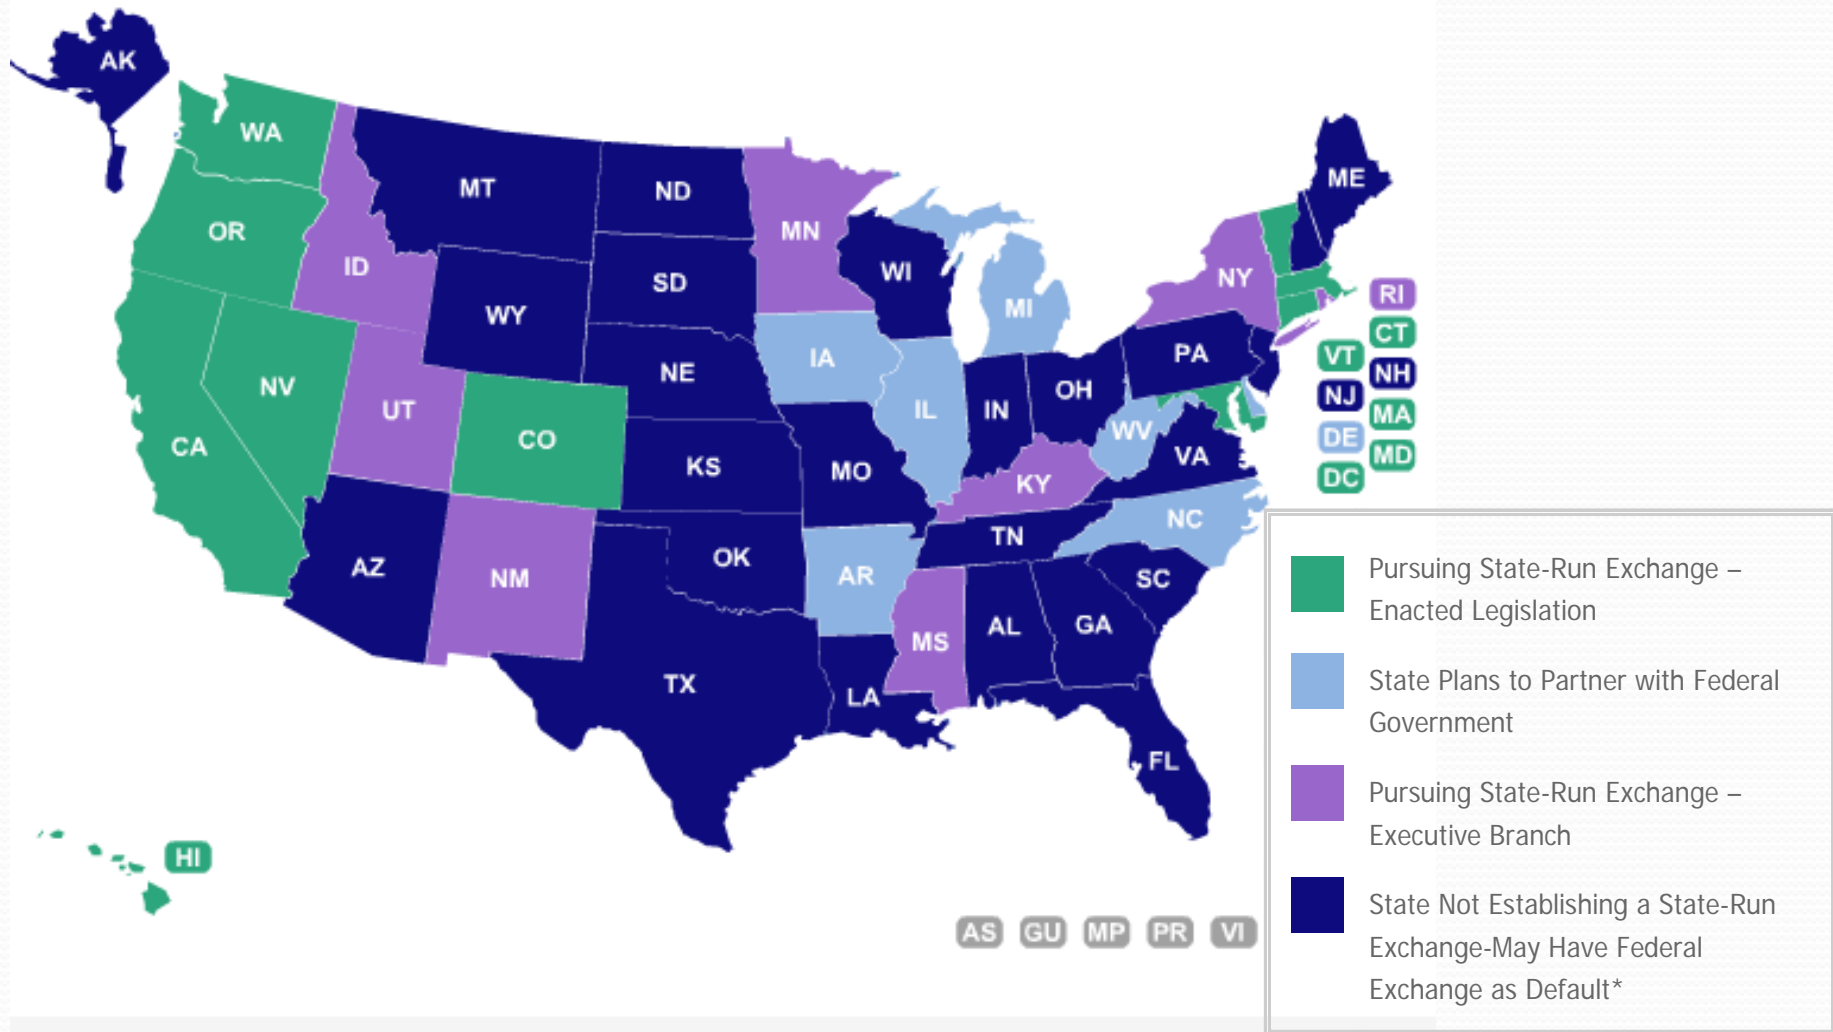 AK
WA
MT
ND
MN
ME
OR
ID
WI
NY
SD
MI
RI
WY
CT
PA
VT
IA
NE
NH
NV
OH
NJ
UT
IL
IN
MA
CO
WV
DE
CA
VA
MD
KS
MO
KY
DC
NC
TN
OK
AZ
NM
AR
SC
AL
GA
MS
TX
LA
FL
HI
AS GU MP PR VI
Pursuing State-Run Exchange –
Enacted Legislation
State Plans to Partner with Federal
Government
Pursuing State-Run Exchange –
Executive Branch
State Not Establishing a State-Run
Exchange-May Have Federal
Exchange as Default*